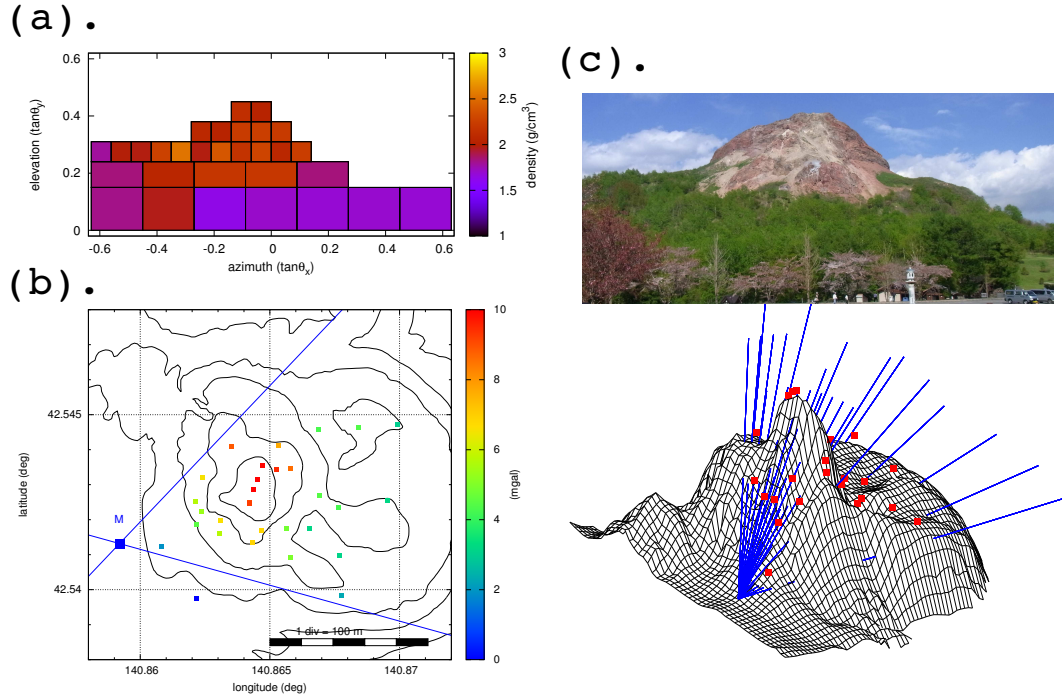 (a).
0.6
0.4
0.2
0
elevation (tanθy)
-0.6 -0.4 -0.2 0 0.2 0.4 0.6
azimuth (tanθx)
3
2.5
2
1.5
1
density (g/cm³)
(b).
42.545
42.54
latitude (deg)
M
1 div = 100 m
140.86 140.865 140.87
longitude (deg)
10
8
6
4
2
0
(mgal)
(c).